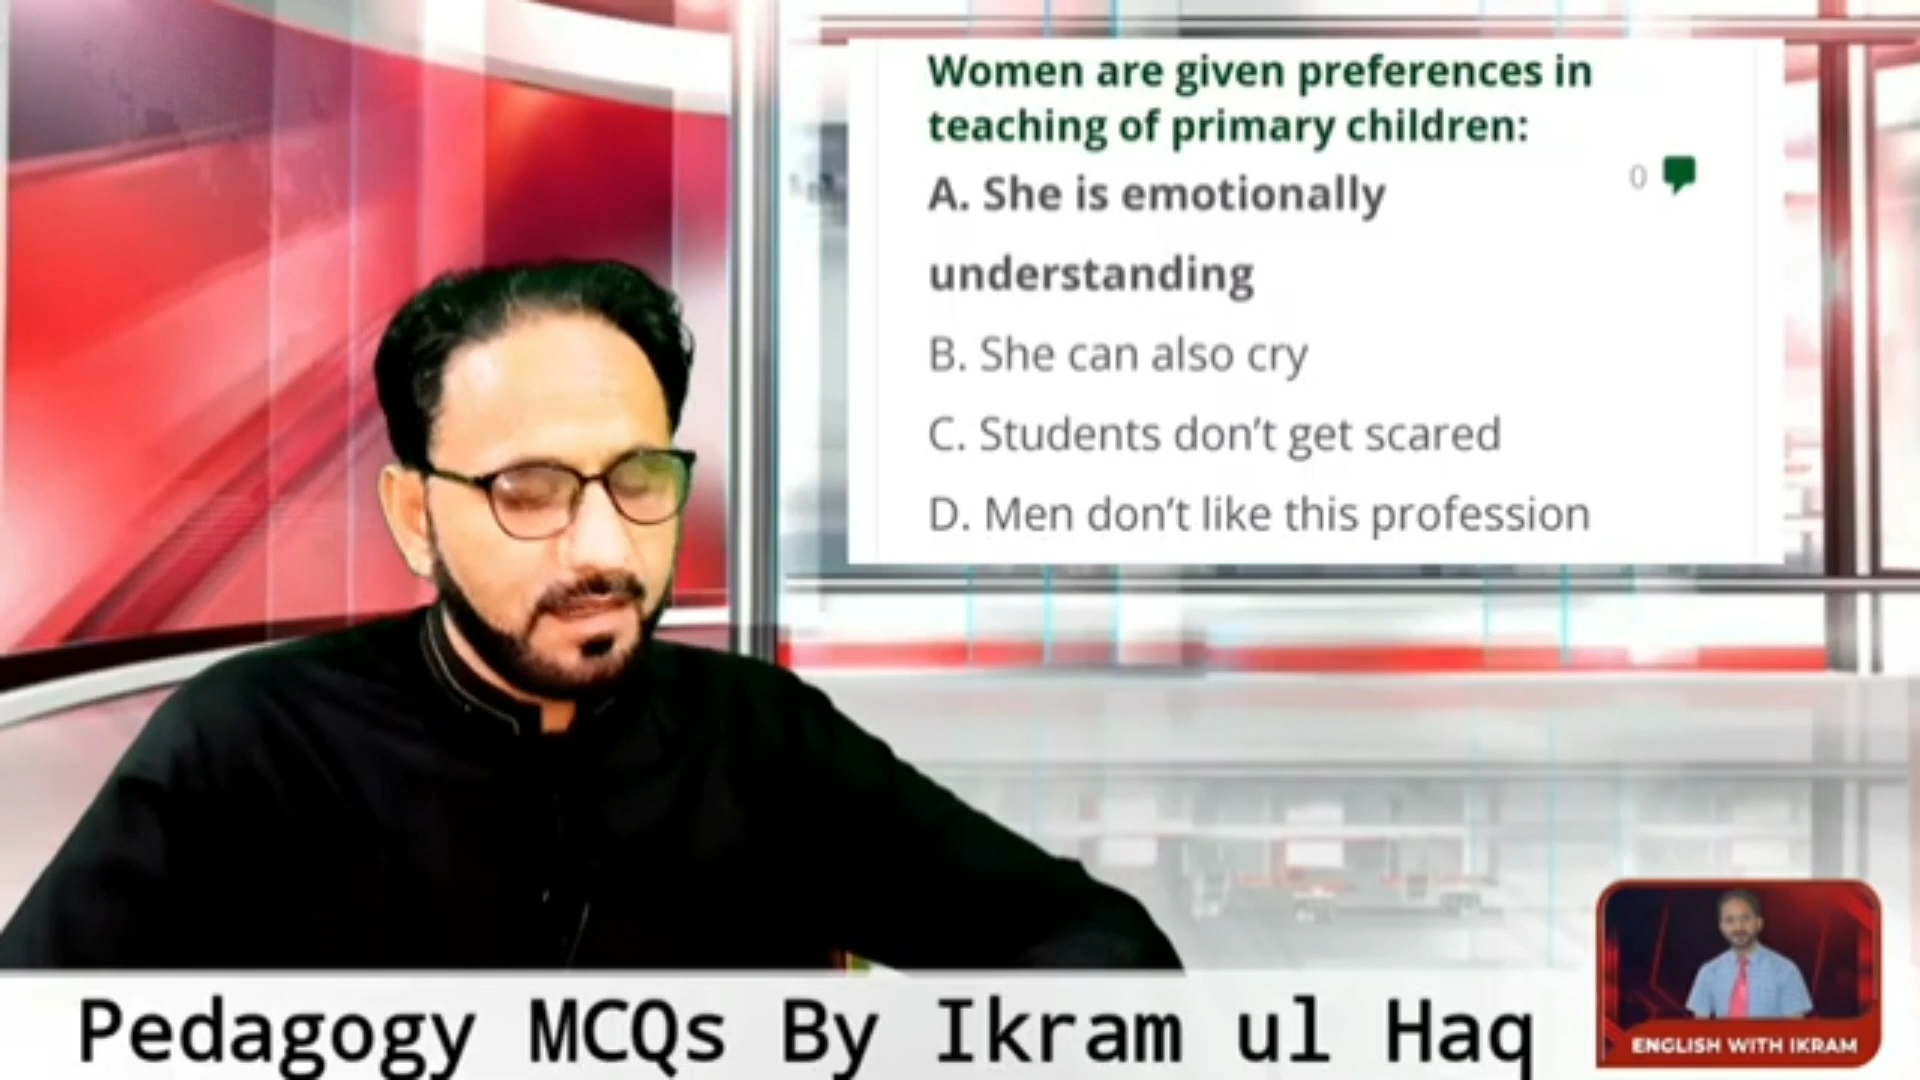 Women are given preferences in
teaching of primary children:
A. She is emotionally
understanding
0
B. She can also cry
C. Students don’t get scared
D. Men don’t like this profession
Pedagogy MCQs By Ikram ul Haq
ENGLISH WITH IKRAM